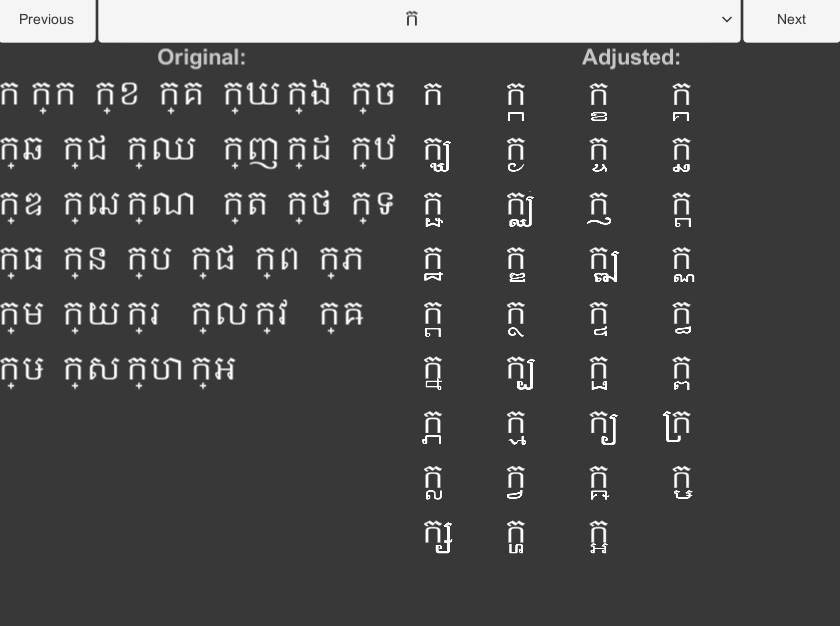 Previous ក Next
Original:
ក ក្ក ក្ខ ក្គ ក្ឃ ក្ង ក្ច
ក្ឆ ក្ជ ក្ឈ ក្ញ ក្ដ ក្ឋ
ក្ឌ ក្ឍ ក្ណ ក្ត ក្ថ ក្ទ
ក្ធ ក្ន ក្ប ក្ផ ក្ព ក្ភ
ក្ម ក្យ ក្រ ក្ល ក្វ ក្ឝ
ក្ឞ ក្ស ក្ហ ក្អ
Adjusted:
ក ក្ក ក្ខ ក្គ
ក្ឃ ក្ង ក្ច ក្ឆ
ក្ជ ក្ឈ ក្ញ ក្ដ
ក្ឋ ក្ឌ ក្ឍ ក្ណ
ក្ត ក្ថ ក្ទ ក្ធ
ក្ន ក្ប ក្ផ ក្ព
ក្ភ ក្ម ក្យ ក្រ
ក្ល ក្វ ក្ឝ ក្ឞ
ក្ស ក្ហ ក្អ